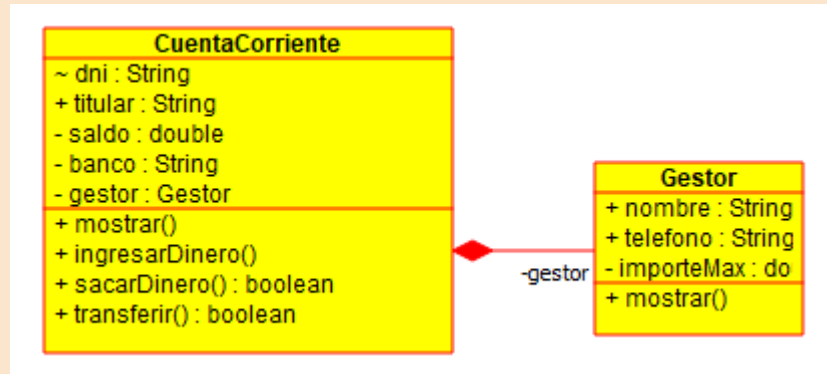 CuentaCorriente
~ dni : String
+ titular : String
- saldo : double
- banco : String
- gestor : Gestor
+ mostrar()
+ ingresarDinero()
+ sacarDinero() : boolean
+ transferir() : boolean
-gestor
Gestor
+ nombre : String
+ telefono : String
- importeMax : do
+ mostrar()